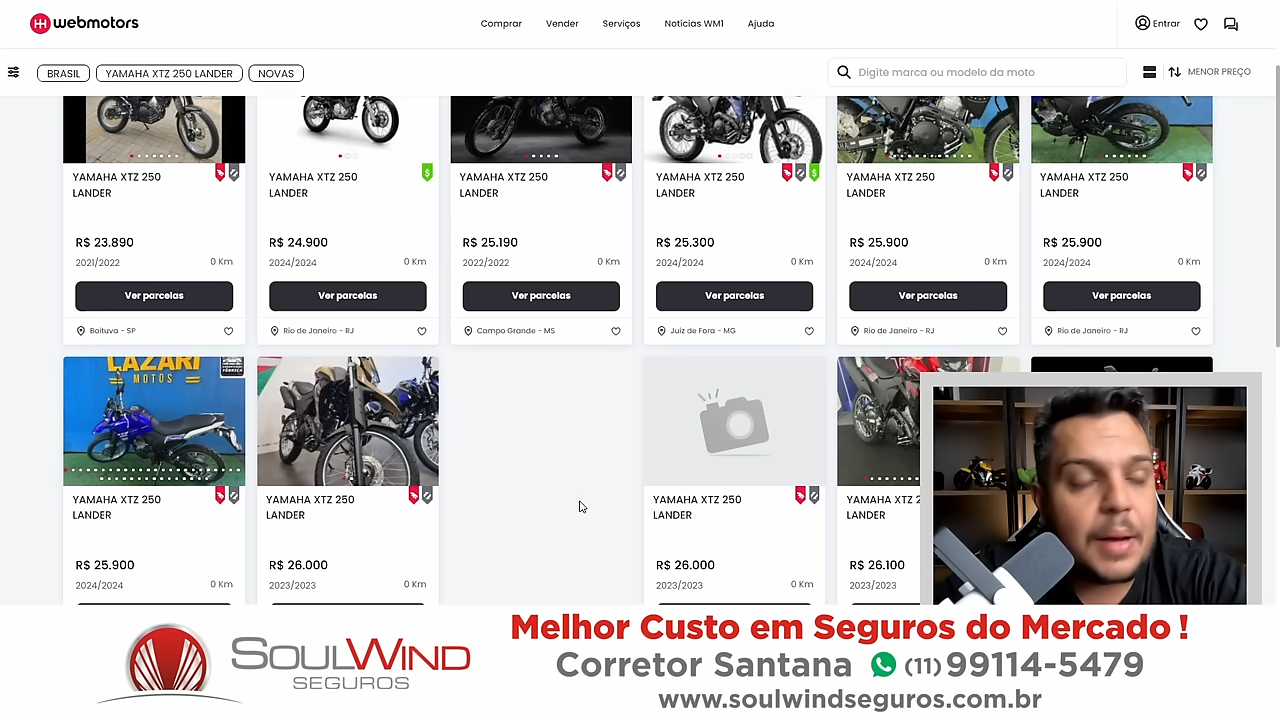 webmotors
Comprar
Vender
Serviços
Notícias WM1
Ajuda
Entrar
BRASIL
YAMAHA XTZ 250 LANDER
NOVAS
Digite marca ou modelo da moto
MENOR PREÇO
YAMAHA XTZ 250
LANDER
R$ 23.890
2021/2022
0 Km
Ver parcelas
Boituva - SP
YAMAHA XTZ 250
LANDER
R$ 24.900
2024/2024
0 Km
Ver parcelas
Rio de Janeiro - RJ
YAMAHA XTZ 250
LANDER
R$ 25.190
2022/2022
0 Km
Ver parcelas
Campo Grande - MS
YAMAHA XTZ 250
LANDER
R$ 25.300
2024/2024
0 Km
Ver parcelas
Juiz de Fora - MG
YAMAHA XTZ 250
LANDER
R$ 25.900
2024/2024
0 Km
Ver parcelas
Rio de Janeiro - RJ
YAMAHA XTZ 250
LANDER
R$ 25.900
2024/2024
0 Km
Ver parcelas
Rio de Janeiro - RJ
LAZARI
MOTOS
YAMAHA XTZ 250
LANDER
R$ 25.900
2024/2024
0 Km
YAMAHA XTZ 250
LANDER
R$ 26.000
2023/2023
0 Km
YAMAHA XTZ 250
LANDER
R$ 26.000
2023/2023
0 Km
YAMAHA XTZ 2
LANDER
R$ 26.100
2023/2023
SOULWIND
SEGUROS
Melhor Custo em Seguros do Mercado !
Corretor Santana (11) 99114-5479
www.soulwindseguros.com.br